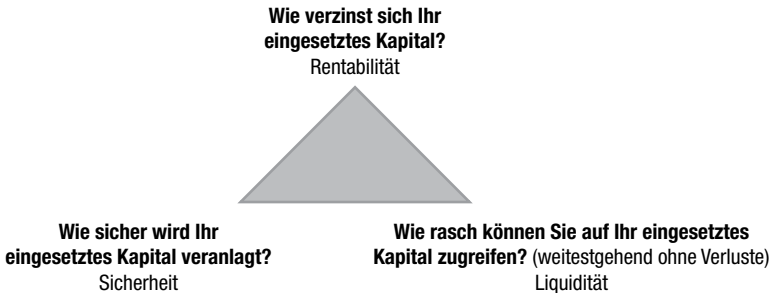 Wie verzinst sich Ihr
eingesetztes Kapital?
Rentabilität
Wie sicher wird Ihr
eingesetztes Kapital veranlagt?
Sicherheit
Wie rasch können Sie auf Ihr eingesetztes
Kapital zugreifen? (weitestgehend ohne Verluste)
Liquidität